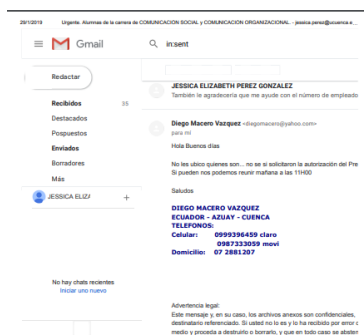 29/1/2019 Urgente. Alumnas de la carrera de COMUNICACION SOCIAL y COMUNICACIÓN ORGANIZACIONAL. - jessica.perez@ucuenca.e...
Gmail
in:sent
Redactar
JESSICA ELIZABETH PEREZ GONZALEZ
También le agradecería que me ayude con el número de empleado
Recibidos 35
Destacados
Pospuestos
Enviados
Borradores
Más
Diego Macero Vazquez <diegomacero@yahoo.com>
para mí
Hola Buenos días
No les ubico quienes son... no se si solicitaron la autorización del Pre
Si pueden nos podemos reunir mañana a las 11H00
Saludos
JESSICA ELIZA +
DIEGO MACERO VAZQUEZ
ECUADOR - AZUAY - CUENCA
TELEFONOS:
Celular: 0999396459 claro
0987333059 movi
Domicilio: 07 2881207
No hay chats recientes
Iniciar uno nuevo
Advertencia legal:
Este mensaje y, en su caso, los archivos anexos son confidenciales,
destinatario referenciado. Si usted no lo es y lo ha recibido por error
medio y proceda a destruirlo o borrarlo, y que en todo caso se absten